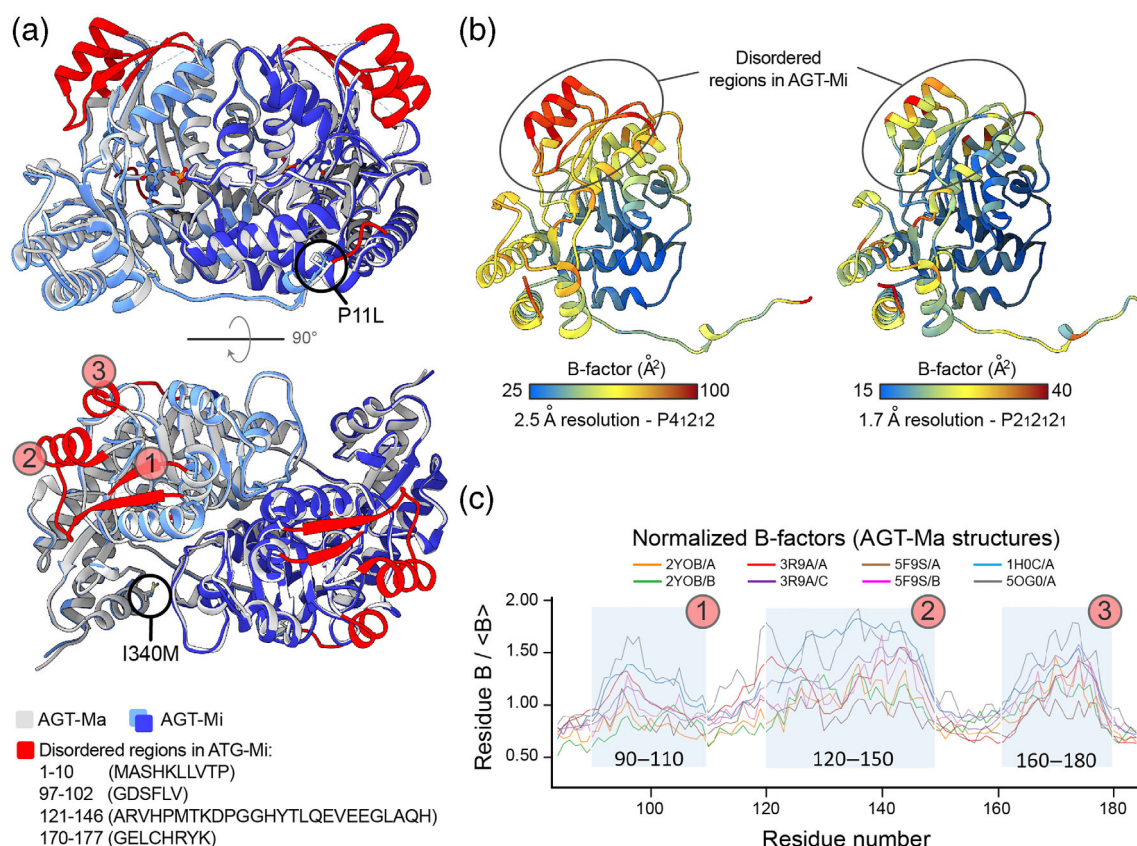 (a)
P11L
90°
3
2
1
I340M
AGT-Ma AGT-Mi
Disordered regions in ATG-Mi:
1-10 (MASHKLLVTP)
97-102 (GDSFLV)
121-146 (ARVHPMTKDPGGHYTLQEVEEGLAQH)
170-177 (GELCHRYK)
(b)
Disordered
regions in AGT-Mi
B-factor (Å²)
25 100
2.5 Å resolution - P4₁2₁2
B-factor (Å²)
15 40
1.7 Å resolution - P2₁2₁2₁
(c)
Normalized B-factors (AGT-Ma structures)
2YOB/A 3R9A/A 5F9S/A 1H0C/A
2YOB/B 3R9A/C 5F9S/B 5OG0/A
Residue B / <B>
2.00
1.50
1.00
0.50
1
2
3
90–110
120–150
160–180
100 120 140 160 180
Residue number